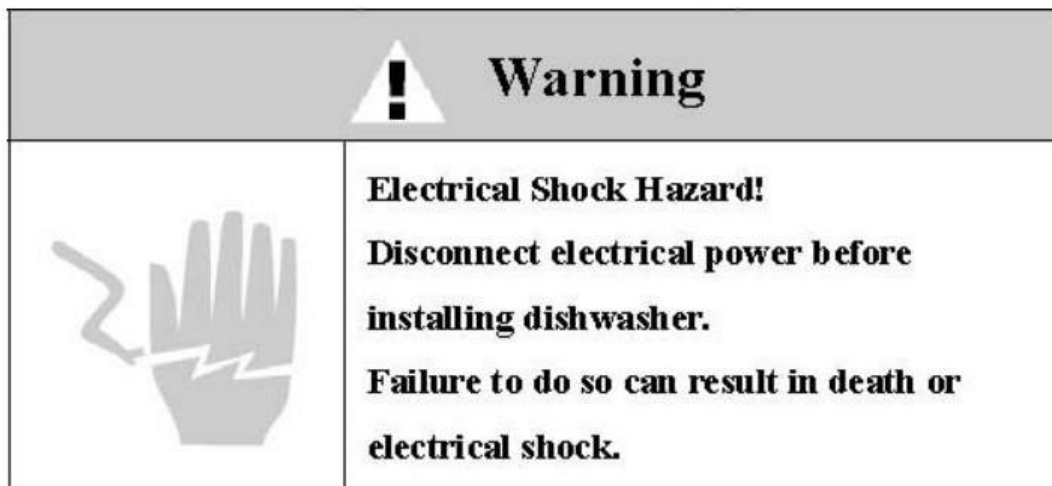 Warning
Electrical Shock Hazard!
Disconnect electrical power before
installing dishwasher.
Failure to do so can result in death or
electrical shock.